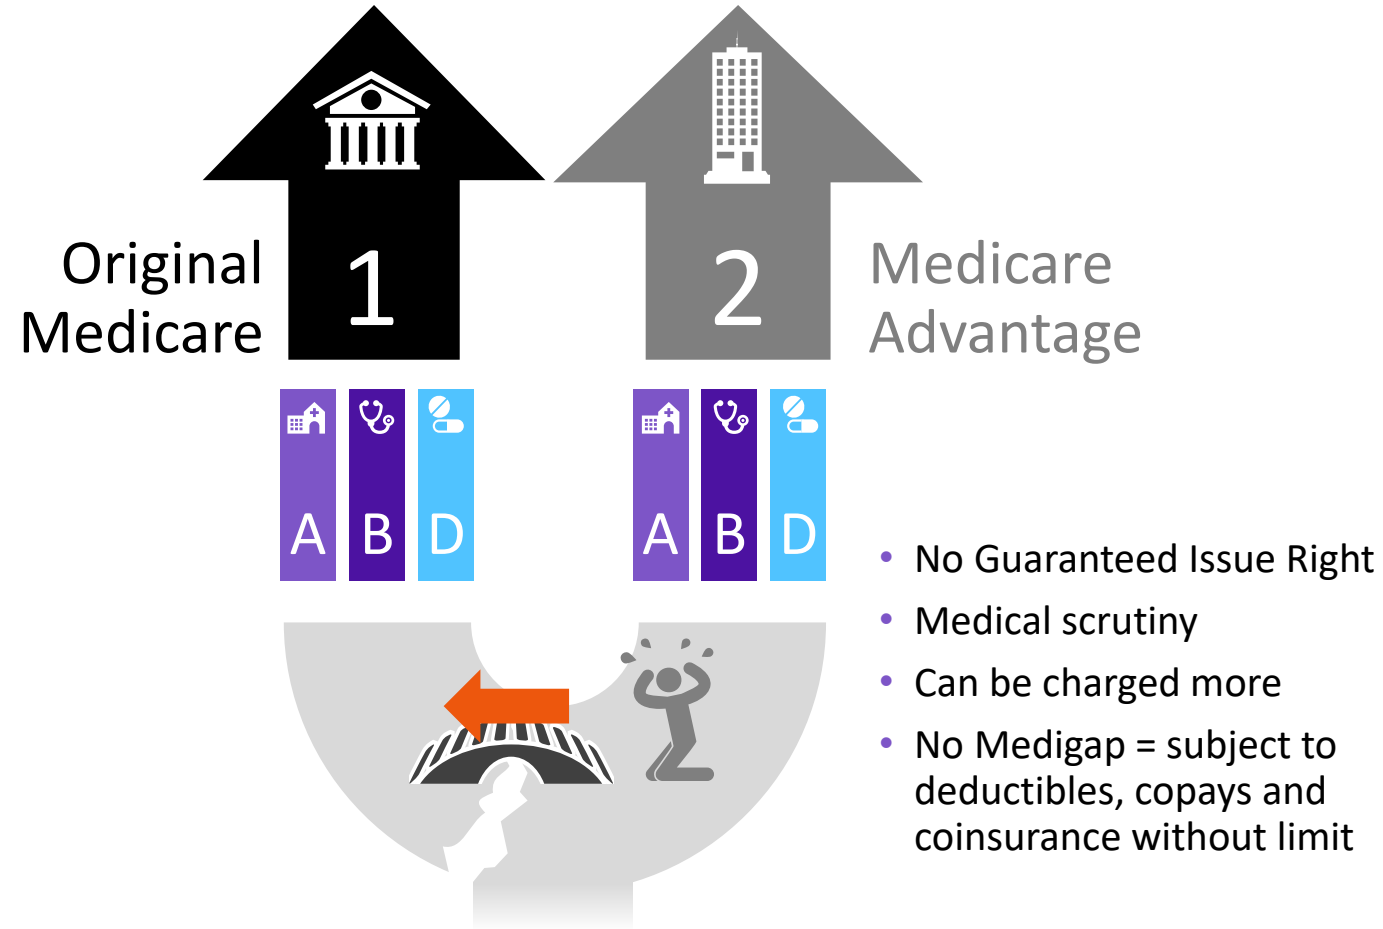 Original
Medicare
1
2
Medicare
Advantage
A B D
A B D
• No Guaranteed Issue Right
• Medical scrutiny
• Can be charged more
• No Medigap = subject to
deductibles, copays and
coinsurance without limit